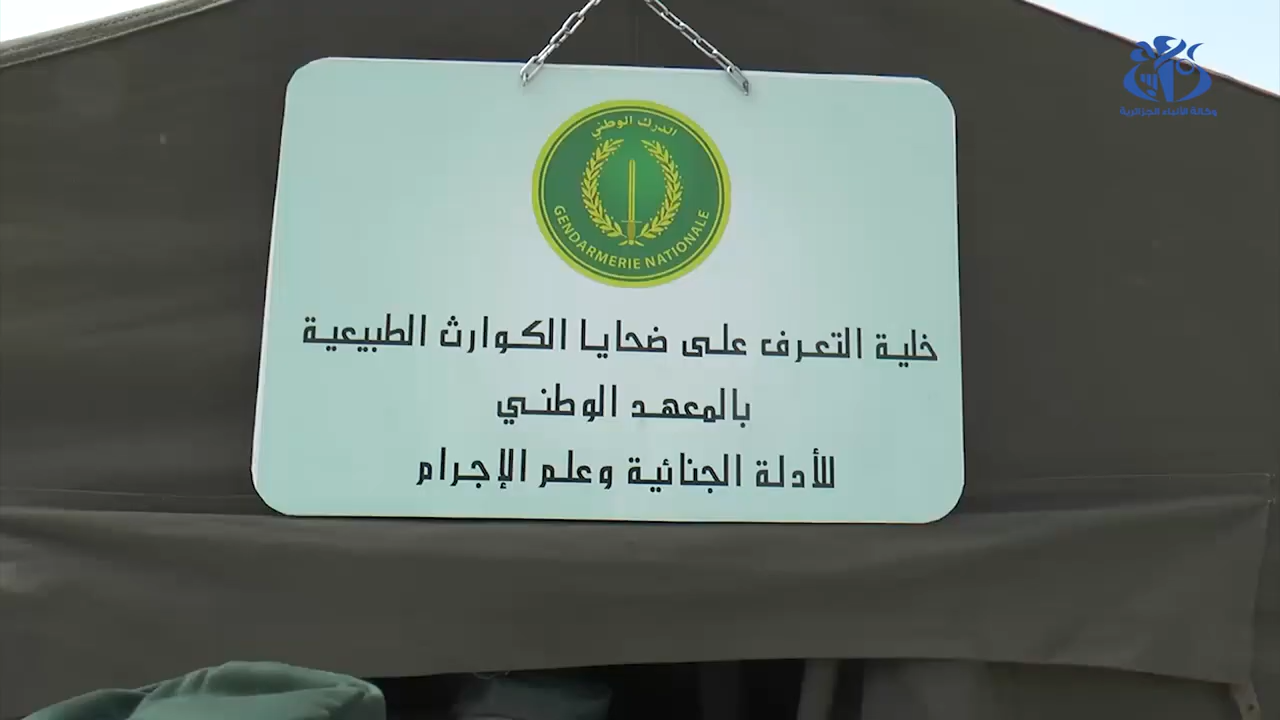 وكالة الأنباء الجزائرية
الدرك الوطني
GENDARMERIE NATIONALE
خلية التعرف على ضحايا الكوارث الطبيعية
بالمعهد الوطني
للأدلة الجنائية وعلم الإجرام